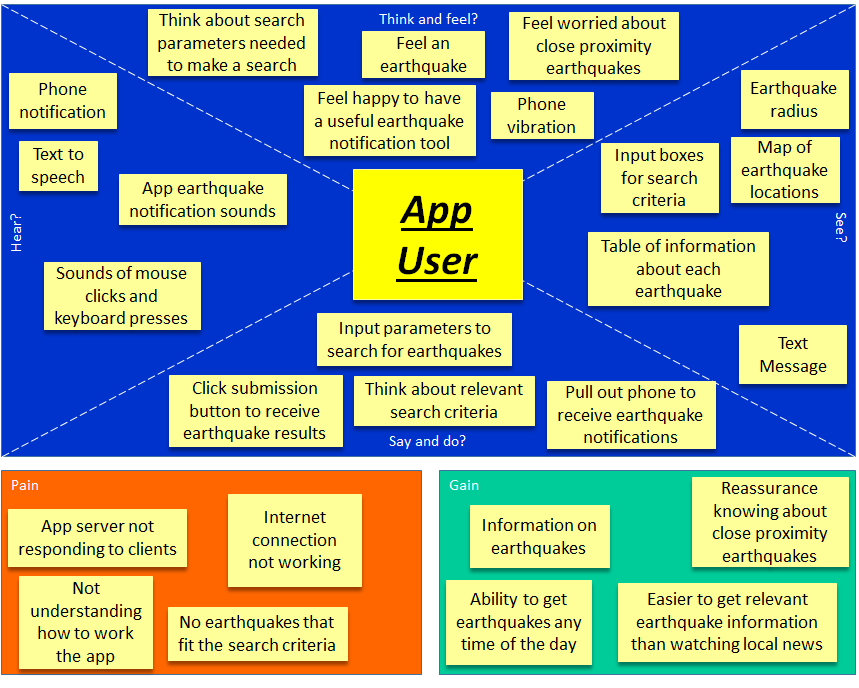 Think and feel?
Think about search
parameters needed
to make a search
Feel an
earthquake
Feel worried about
close proximity
earthquakes
Feel happy to have
a useful earthquake
notification tool
Phone
vibration
Hear?
Phone
notification
Text to
speech
App earthquake
notification sounds
Sounds of mouse
clicks and
keyboard presses
App
User
See?
Earthquake
radius
Input boxes
for search
criteria
Map of
earthquake
locations
Table of information
about each
earthquake
Text
Message
Input parameters to
search for earthquakes
Click submission
button to receive
earthquake results
Think about relevant
search criteria
Pull out phone to
receive earthquake
notifications
Say and do?
Pain
App server not
responding to clients
Internet
connection
not working
Not
understanding
how to work
the app
No earthquakes that
fit the search criteria
Gain
Information on
earthquakes
Reassurance
knowing about
close proximity
earthquakes
Ability to get
earthquakes any
time of the day
Easier to get relevant
earthquake information
than watching local news